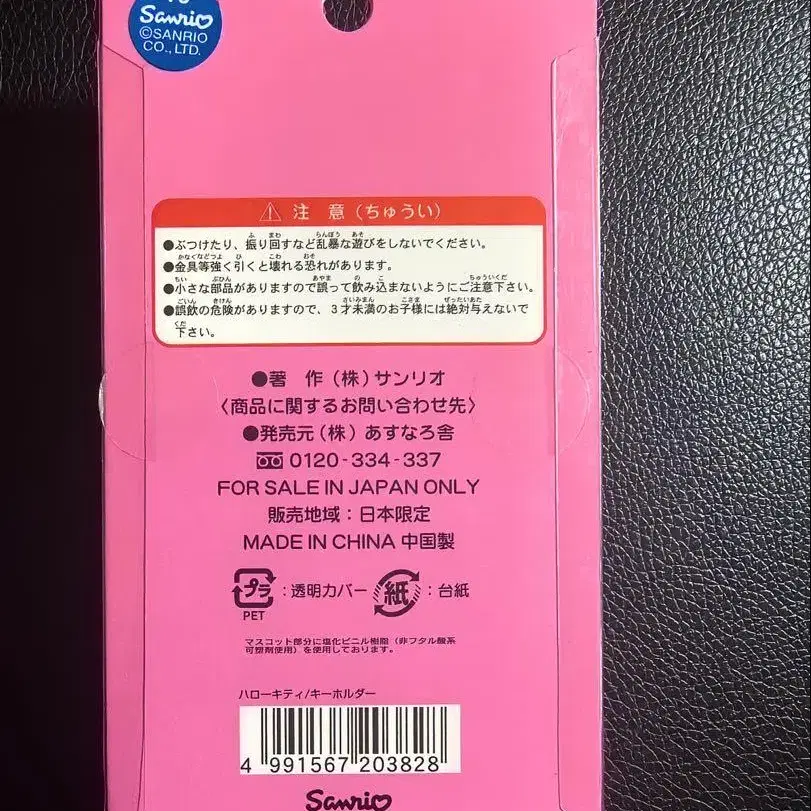 Sanrio
©SANRIO
CO., LTD.
⚠ 注 意（ちゅうい）
●ぶつけたり、振り回すなど乱暴な遊びをしないでください。
●金具等強く引くと壊れる恐れがあります。
●小さな部品がありますので誤って飲み込まないようにご注意下さい。
●誤飲の危険がありますので、３才未満のお子様には絶対与えないで
下さい。
●著　作（株）サンリオ
〈商品に関するお問い合わせ先〉
●発売元（株）あすなろ舎
0120-334-337
FOR SALE IN JAPAN ONLY
販売地域：日本限定
MADE IN CHINA 中国製
プラ：透明カバー 紙：台紙
PET
マスコット部分に塩化ビニル樹脂（非フタル酸系
可塑剤使用）を使用しております。
ハローキティ/キーホルダー
4 991567 203828
Sanrio